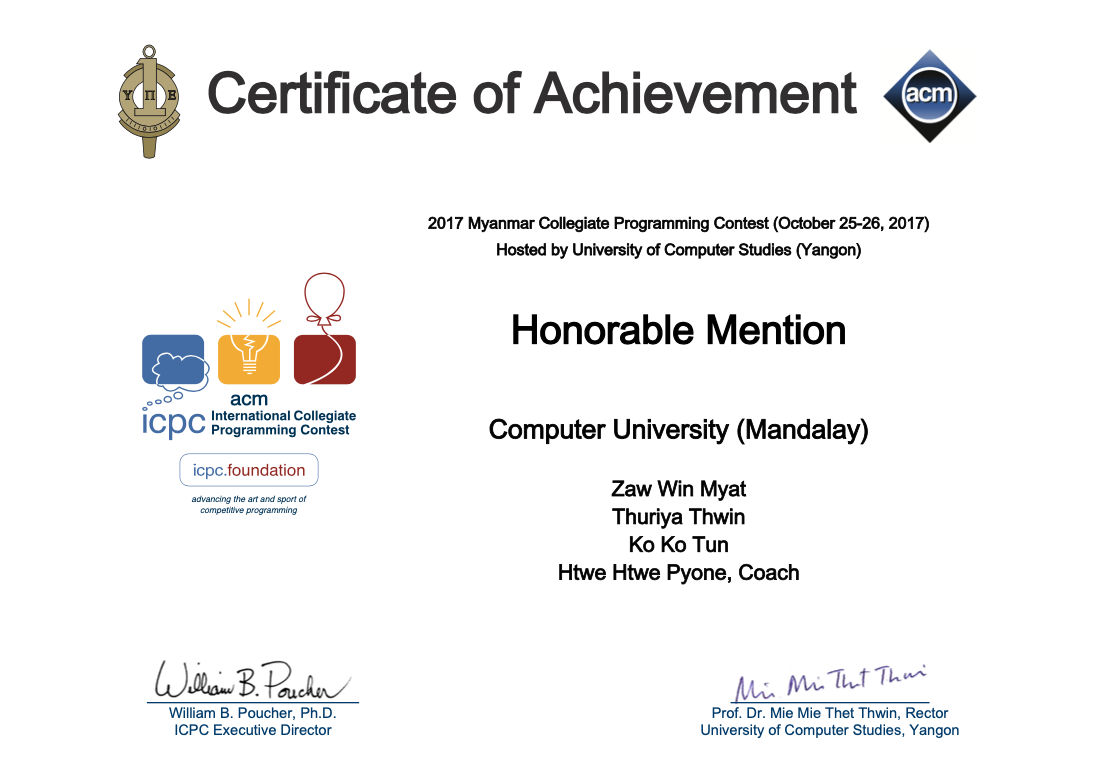 Certificate of Achievement
Υ Π Ε
acm
2017 Myanmar Collegiate Programming Contest (October 25-26, 2017)
Hosted by University of Computer Studies (Yangon)
Honorable Mention
acm
icpc International Collegiate
Programming Contest
icpc.foundation
advancing the art and sport of
competitive programming
Computer University (Mandalay)
Zaw Win Myat
Thuriya Thwin
Ko Ko Tun
Htwe Htwe Pyone, Coach
William B. Poucher
William B. Poucher, Ph.D.
ICPC Executive Director
Mie Mie Thet Thwin
Prof. Dr. Mie Mie Thet Thwin, Rector
University of Computer Studies, Yangon